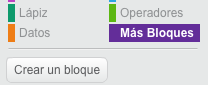 Lápiz Operadores
Datos Más Bloques
Crear un bloque